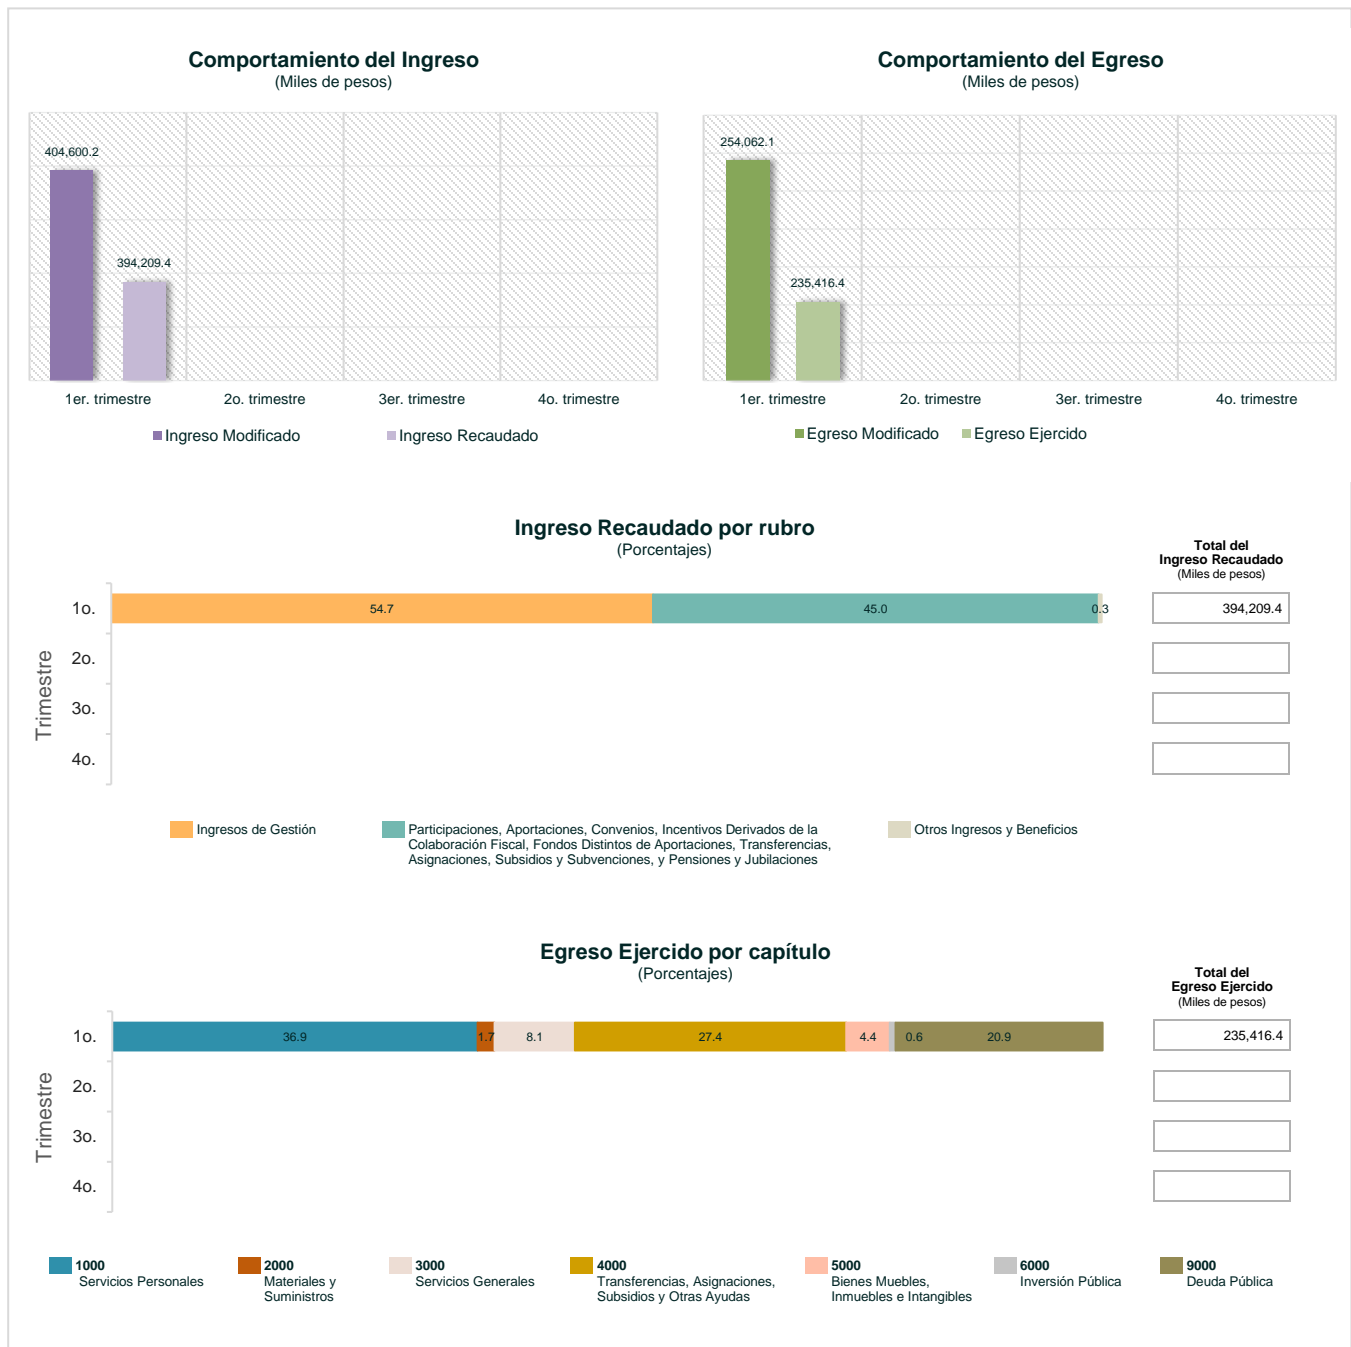 Comportamiento del Ingreso
(Miles de pesos)
404,600.2
394,209.4
1er. trimestre
2o. trimestre
3er. trimestre
4o. trimestre
Ingreso Modificado
Ingreso Recaudado
Comportamiento del Egreso
(Miles de pesos)
254,062.1
235,416.4
1er. trimestre
2o. trimestre
3er. trimestre
4o. trimestre
Egreso Modificado
Egreso Ejercido
Ingreso Recaudado por rubro
(Porcentajes)
Total del
Ingreso Recaudado
(Miles de pesos)
Trimestre
1o.
54.7
45.0
0.3
394,209.4
2o.
3o.
4o.
Ingresos de Gestión
Participaciones, Aportaciones, Convenios, Incentivos Derivados de la
Colaboración Fiscal, Fondos Distintos de Aportaciones, Transferencias,
Asignaciones, Subsidios y Subvenciones, y Pensiones y Jubilaciones
Otros Ingresos y Beneficios
Egreso Ejercido por capítulo
(Porcentajes)
Total del
Egreso Ejercido
(Miles de pesos)
Trimestre
1o.
36.9
1.7
8.1
27.4
4.4
0.6
20.9
235,416.4
2o.
3o.
4o.
1000
Servicios Personales
2000
Materiales y
Suministros
3000
Servicios Generales
4000
Transferencias, Asignaciones,
Subsidios y Otras Ayudas
5000
Bienes Muebles,
Inmuebles e Intangibles
6000
Inversión Pública
9000
Deuda Pública